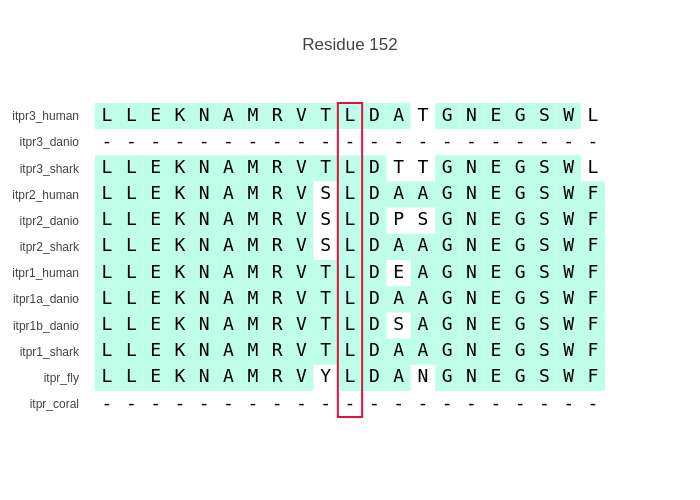 Residue 152
itpr3_human L L E K N A M R V T L D A T G N E G S W L
itpr3_danio - - - - - - - - - - - - - - - - - - - - -
itpr3_shark L L E K N A M R V T L D T T G N E G S W L
itpr2_human L L E K N A M R V S L D A A G N E G S W F
itpr2_danio L L E K N A M R V S L D P S G N E G S W F
itpr2_shark L L E K N A M R V S L D A A G N E G S W F
itpr1_human L L E K N A M R V T L D E A G N E G S W F
itpr1a_danio L L E K N A M R V T L D A A G N E G S W F
itpr1b_danio L L E K N A M R V T L D S A G N E G S W F
itpr1_shark L L E K N A M R V T L D A A G N E G S W F
itpr_fly L L E K N A M R V Y L D A N G N E G S W F
itpr_coral - - - - - - - - - - - - - - - - - - - - -